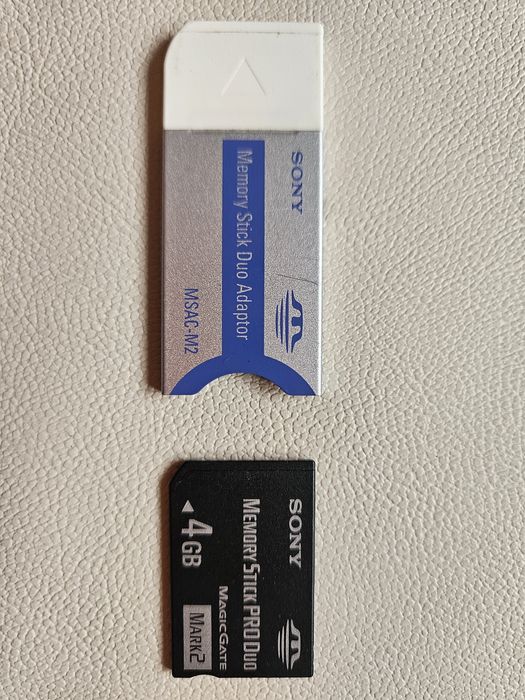 SONY
Memory Stick Duo Adaptor
MSAC-M2
SONY
MEMORY STICK PRO DUO
MAGICGATE
4GB
MARK2